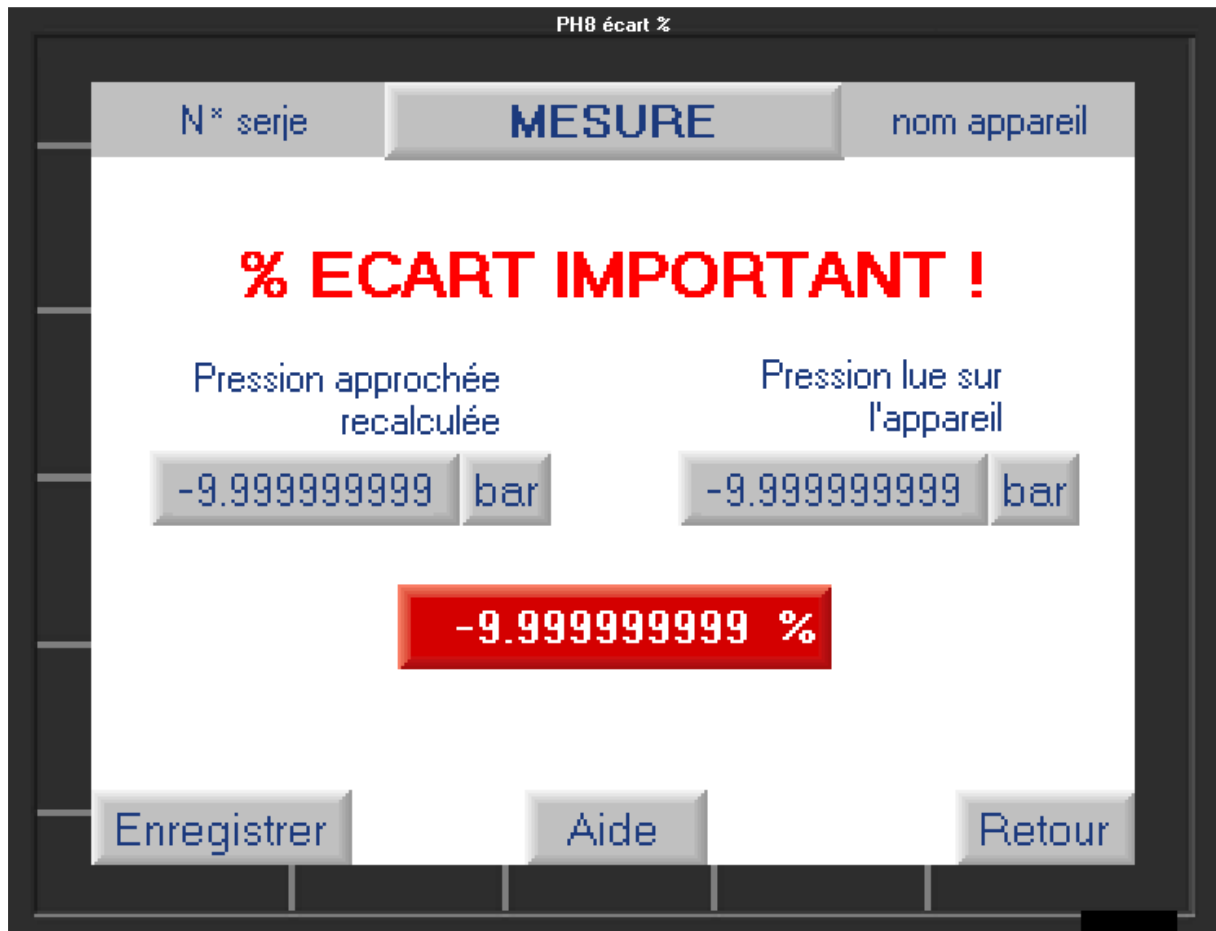 PH8 écart %
N° serje MESURE nom appareil
% ECART IMPORTANT !
Pression approchée
recalculée
Pression lue sur
l'appareil
-9.999999999 bar -9.999999999 bar
-9.999999999 %
Enregistrer Aide Retour